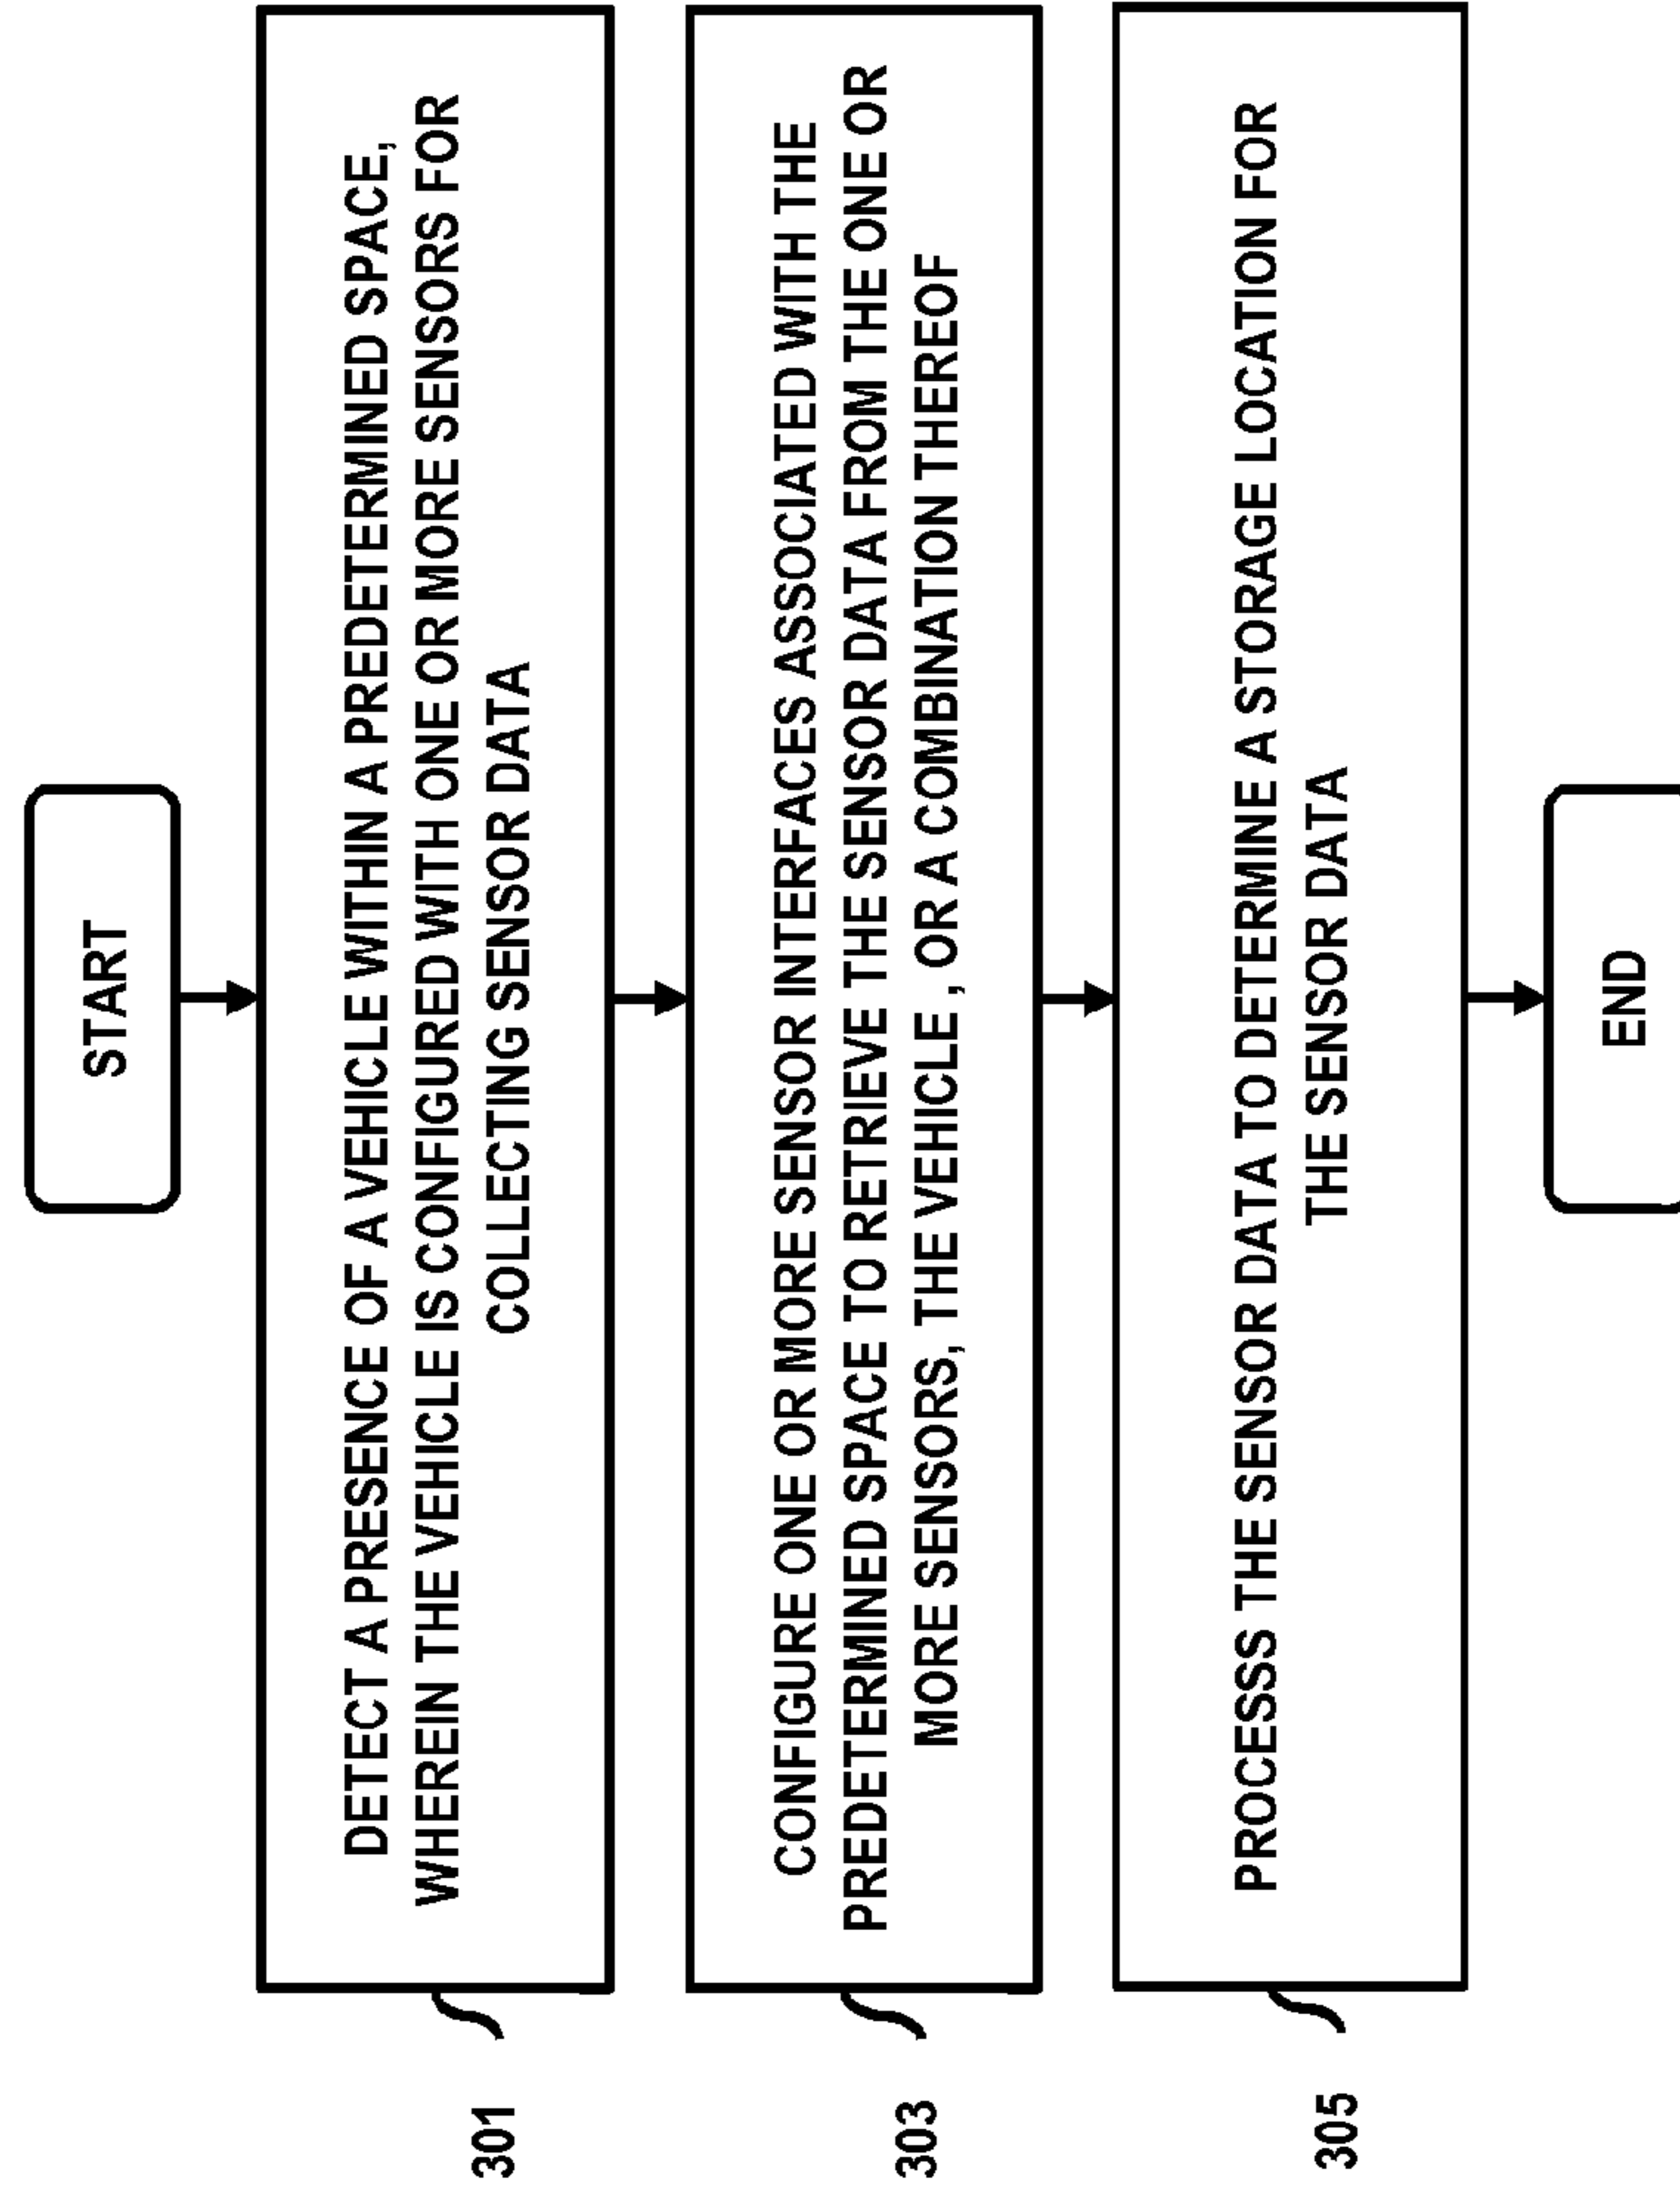 START
DETECT A PRESENCE OF A VEHICLE WITHIN A PREDETERMINED SPACE,
WHEREIN THE VEHICLE IS CONFIGURED WITH ONE OR MORE SENSORS FOR
COLLECTING SENSOR DATA
301
CONFIGURE ONE OR MORE SENSOR INTERFACES ASSOCIATED WITH THE
PREDETERMINED SPACE TO RETRIEVE THE SENSOR DATA FROM THE ONE OR
MORE SENSORS, THE VEHICLE , OR A COMBINATION THEREOF
303
PROCESS THE SENSOR DATA TO DETERMINE A STORAGE LOCATION FOR
THE SENSOR DATA
305
END